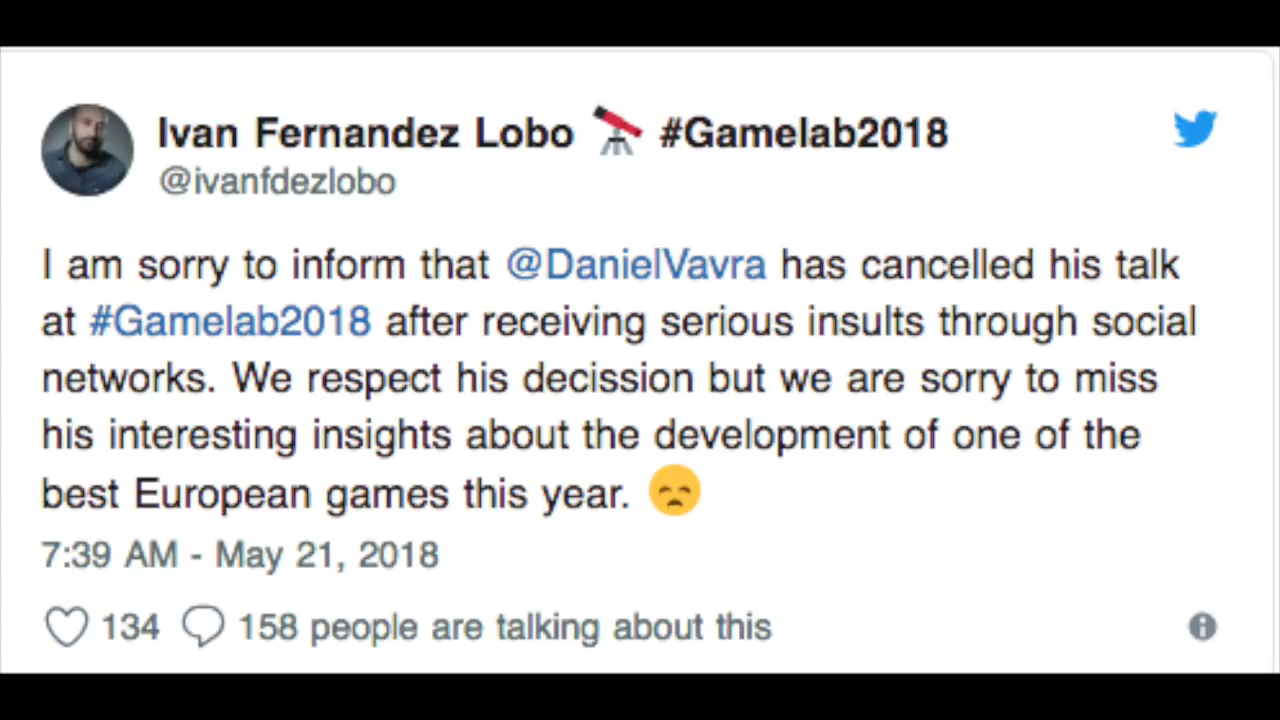 Ivan Fernandez Lobo 🔭 #Gamelab2018
@ivanfdezlobo
I am sorry to inform that @DanielVavra has cancelled his talk
at #Gamelab2018 after receiving serious insults through social
networks. We respect his decission but we are sorry to miss
his interesting insights about the development of one of the
best European games this year. 😞
7:39 AM - May 21, 2018
134 158 people are talking about this